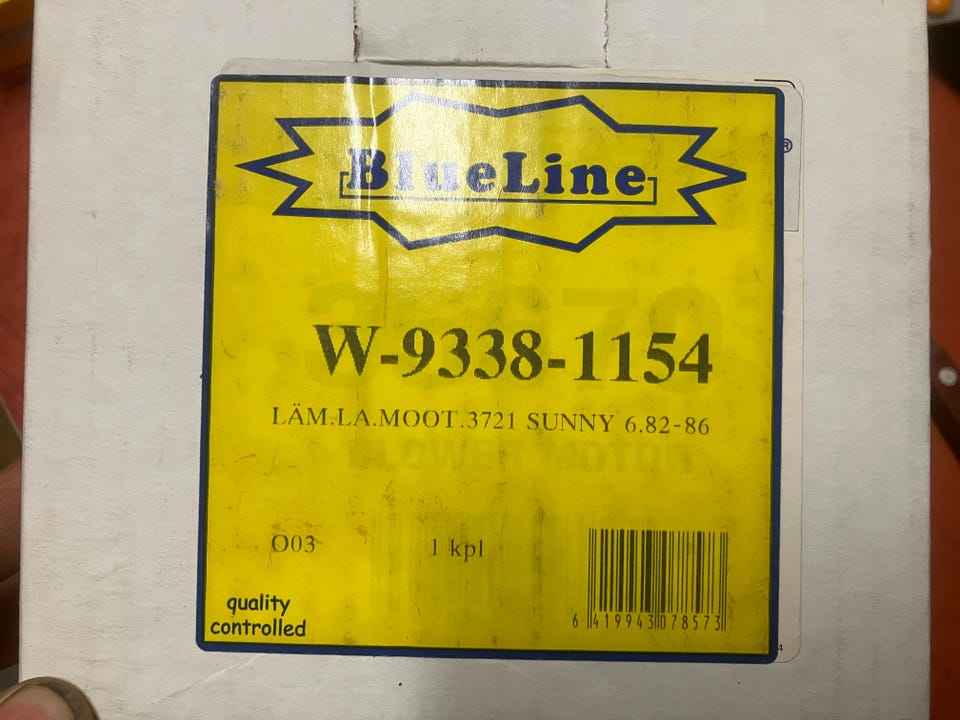 BlueLine
®
W-9338-1154
LÄM.LA.MOOT.3721 SUNNY 6.82-86
O03 1 kpl
quality
controlled
6 419943 078573
4